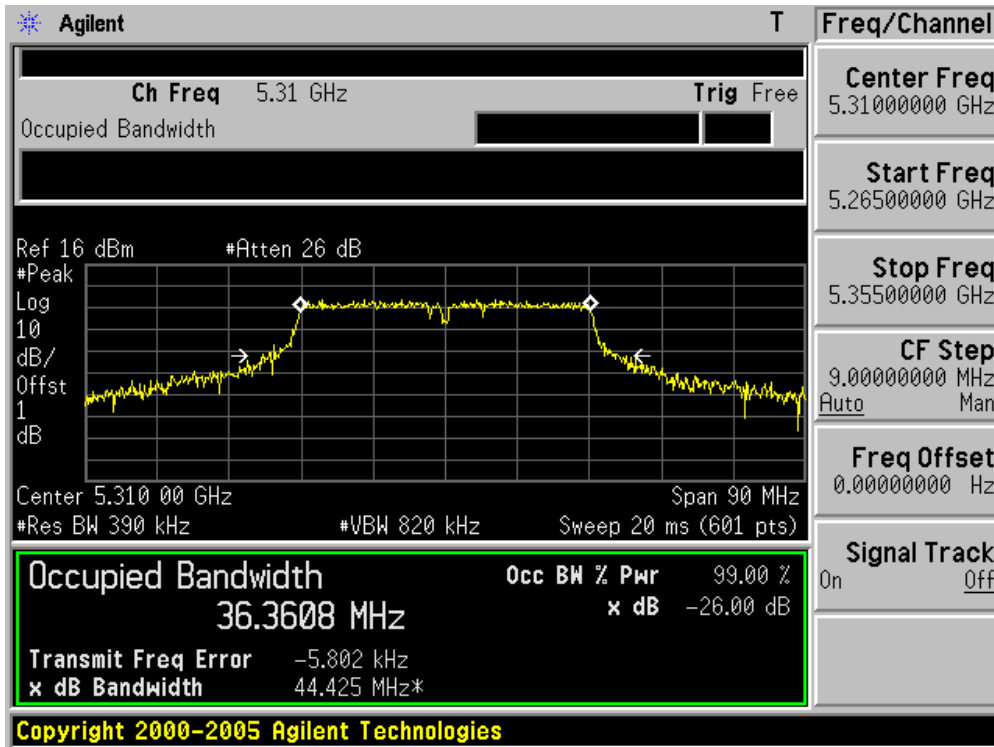 Agilent T Freq/Channel
Ch Freq 5.31 GHz Trig Free
Occupied Bandwidth
Center Freq
5.31000000 GHz
Start Freq
5.26500000 GHz
Stop Freq
5.35500000 GHz
CF Step
9.00000000 MHz
Auto Man
Freq Offset
0.00000000 Hz
Signal Track
On Off
Ref 16 dBm #Atten 26 dB
#Peak
Log
10
dB/
Offst
1
dB
Center 5.310 00 GHz Span 90 MHz
#Res BW 390 kHz #VBW 820 kHz Sweep 20 ms (601 pts)
Occupied Bandwidth
36.3608 MHz
Occ BW % Pwr 99.00 %
x dB -26.00 dB
Transmit Freq Error -5.802 kHz
x dB Bandwidth 44.425 MHz*
Copyright 2000-2005 Agilent Technologies